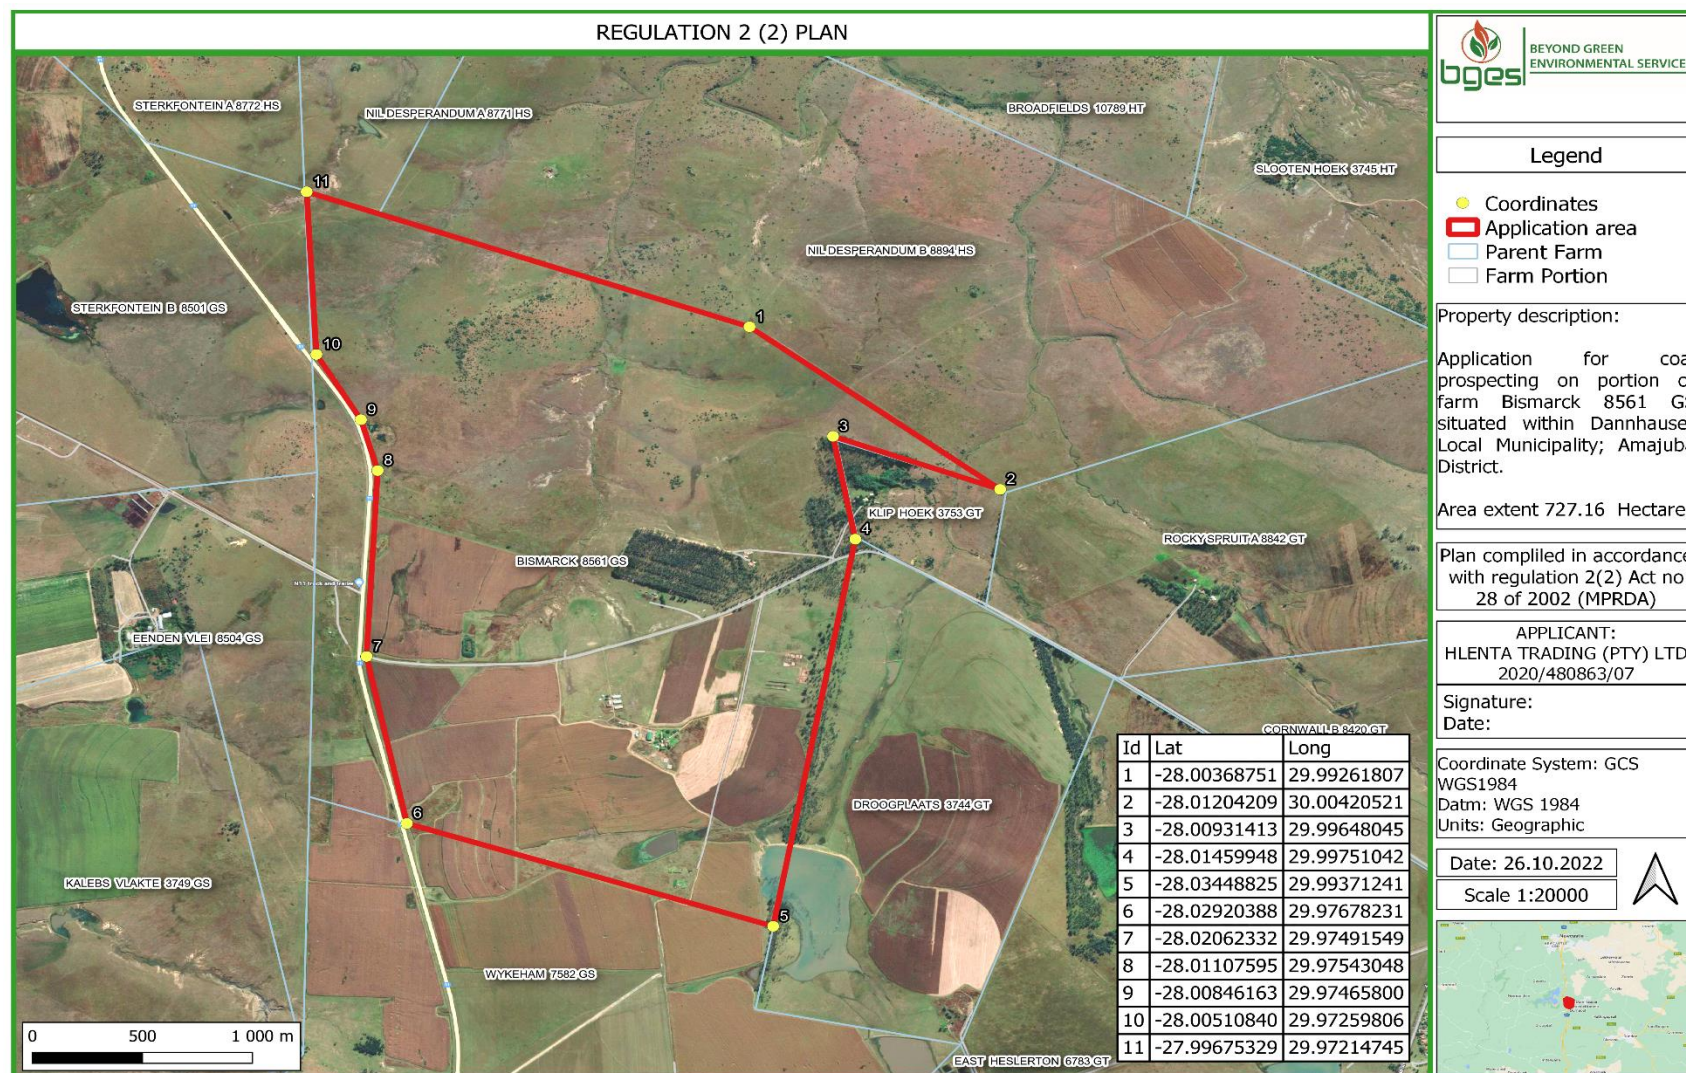 REGULATION 2 (2) PLAN
bges
BEYOND GREEN
ENVIRONMENTAL SERVICE
STERKFONTEIN A 8772 HS
NIL DESPERANDUM A 8771 HS
BROADFIELDS 10789 HT
SLOOTEN HOEK 3745 HT
11
NIL DESPERANDUM B 8894 HS
STERKFONTEIN B 8501 GS
1
10
9
3
8
2
KLIP HOEK 3753 GT
4
ROCKY SPRUIT A 8842 GT
BISMARCK 8561 GS
N11 truck and tractor
EENDEN VLEI 8504 GS
7
CORNWALL B 8420 GT
DROOGPLAATS 3744 GT
6
KALEBS VLAKTE 3749 GS
5
WYKEHAM 7582 GS
EAST HESLERTON 6783 GT
0 500 1 000 m
Id Lat Long
1 -28.00368751 29.99261807
2 -28.01204209 30.00420521
3 -28.00931413 29.99648045
4 -28.01459948 29.99751042
5 -28.03448825 29.99371241
6 -28.02920388 29.97678231
7 -28.02062332 29.97491549
8 -28.01107595 29.97543048
9 -28.00846163 29.97465800
10 -28.00510840 29.97259806
11 -27.99675329 29.97214745
Legend
Coordinates
Application area
Parent Farm
Farm Portion
Property description:
Application for coa
prospecting on portion o
farm Bismarck 8561 GS
situated within Dannhause
Local Municipality; Amajuba
District.
Area extent 727.16 Hectare
Plan compliled in accordance
with regulation 2(2) Act no
28 of 2002 (MPRDA)
APPLICANT:
HLENTA TRADING (PTY) LTD
2020/480863/07
Signature:
Date:
Coordinate System: GCS
WGS1984
Datm: WGS 1984
Units: Geographic
Date: 26.10.2022
Scale 1:20000